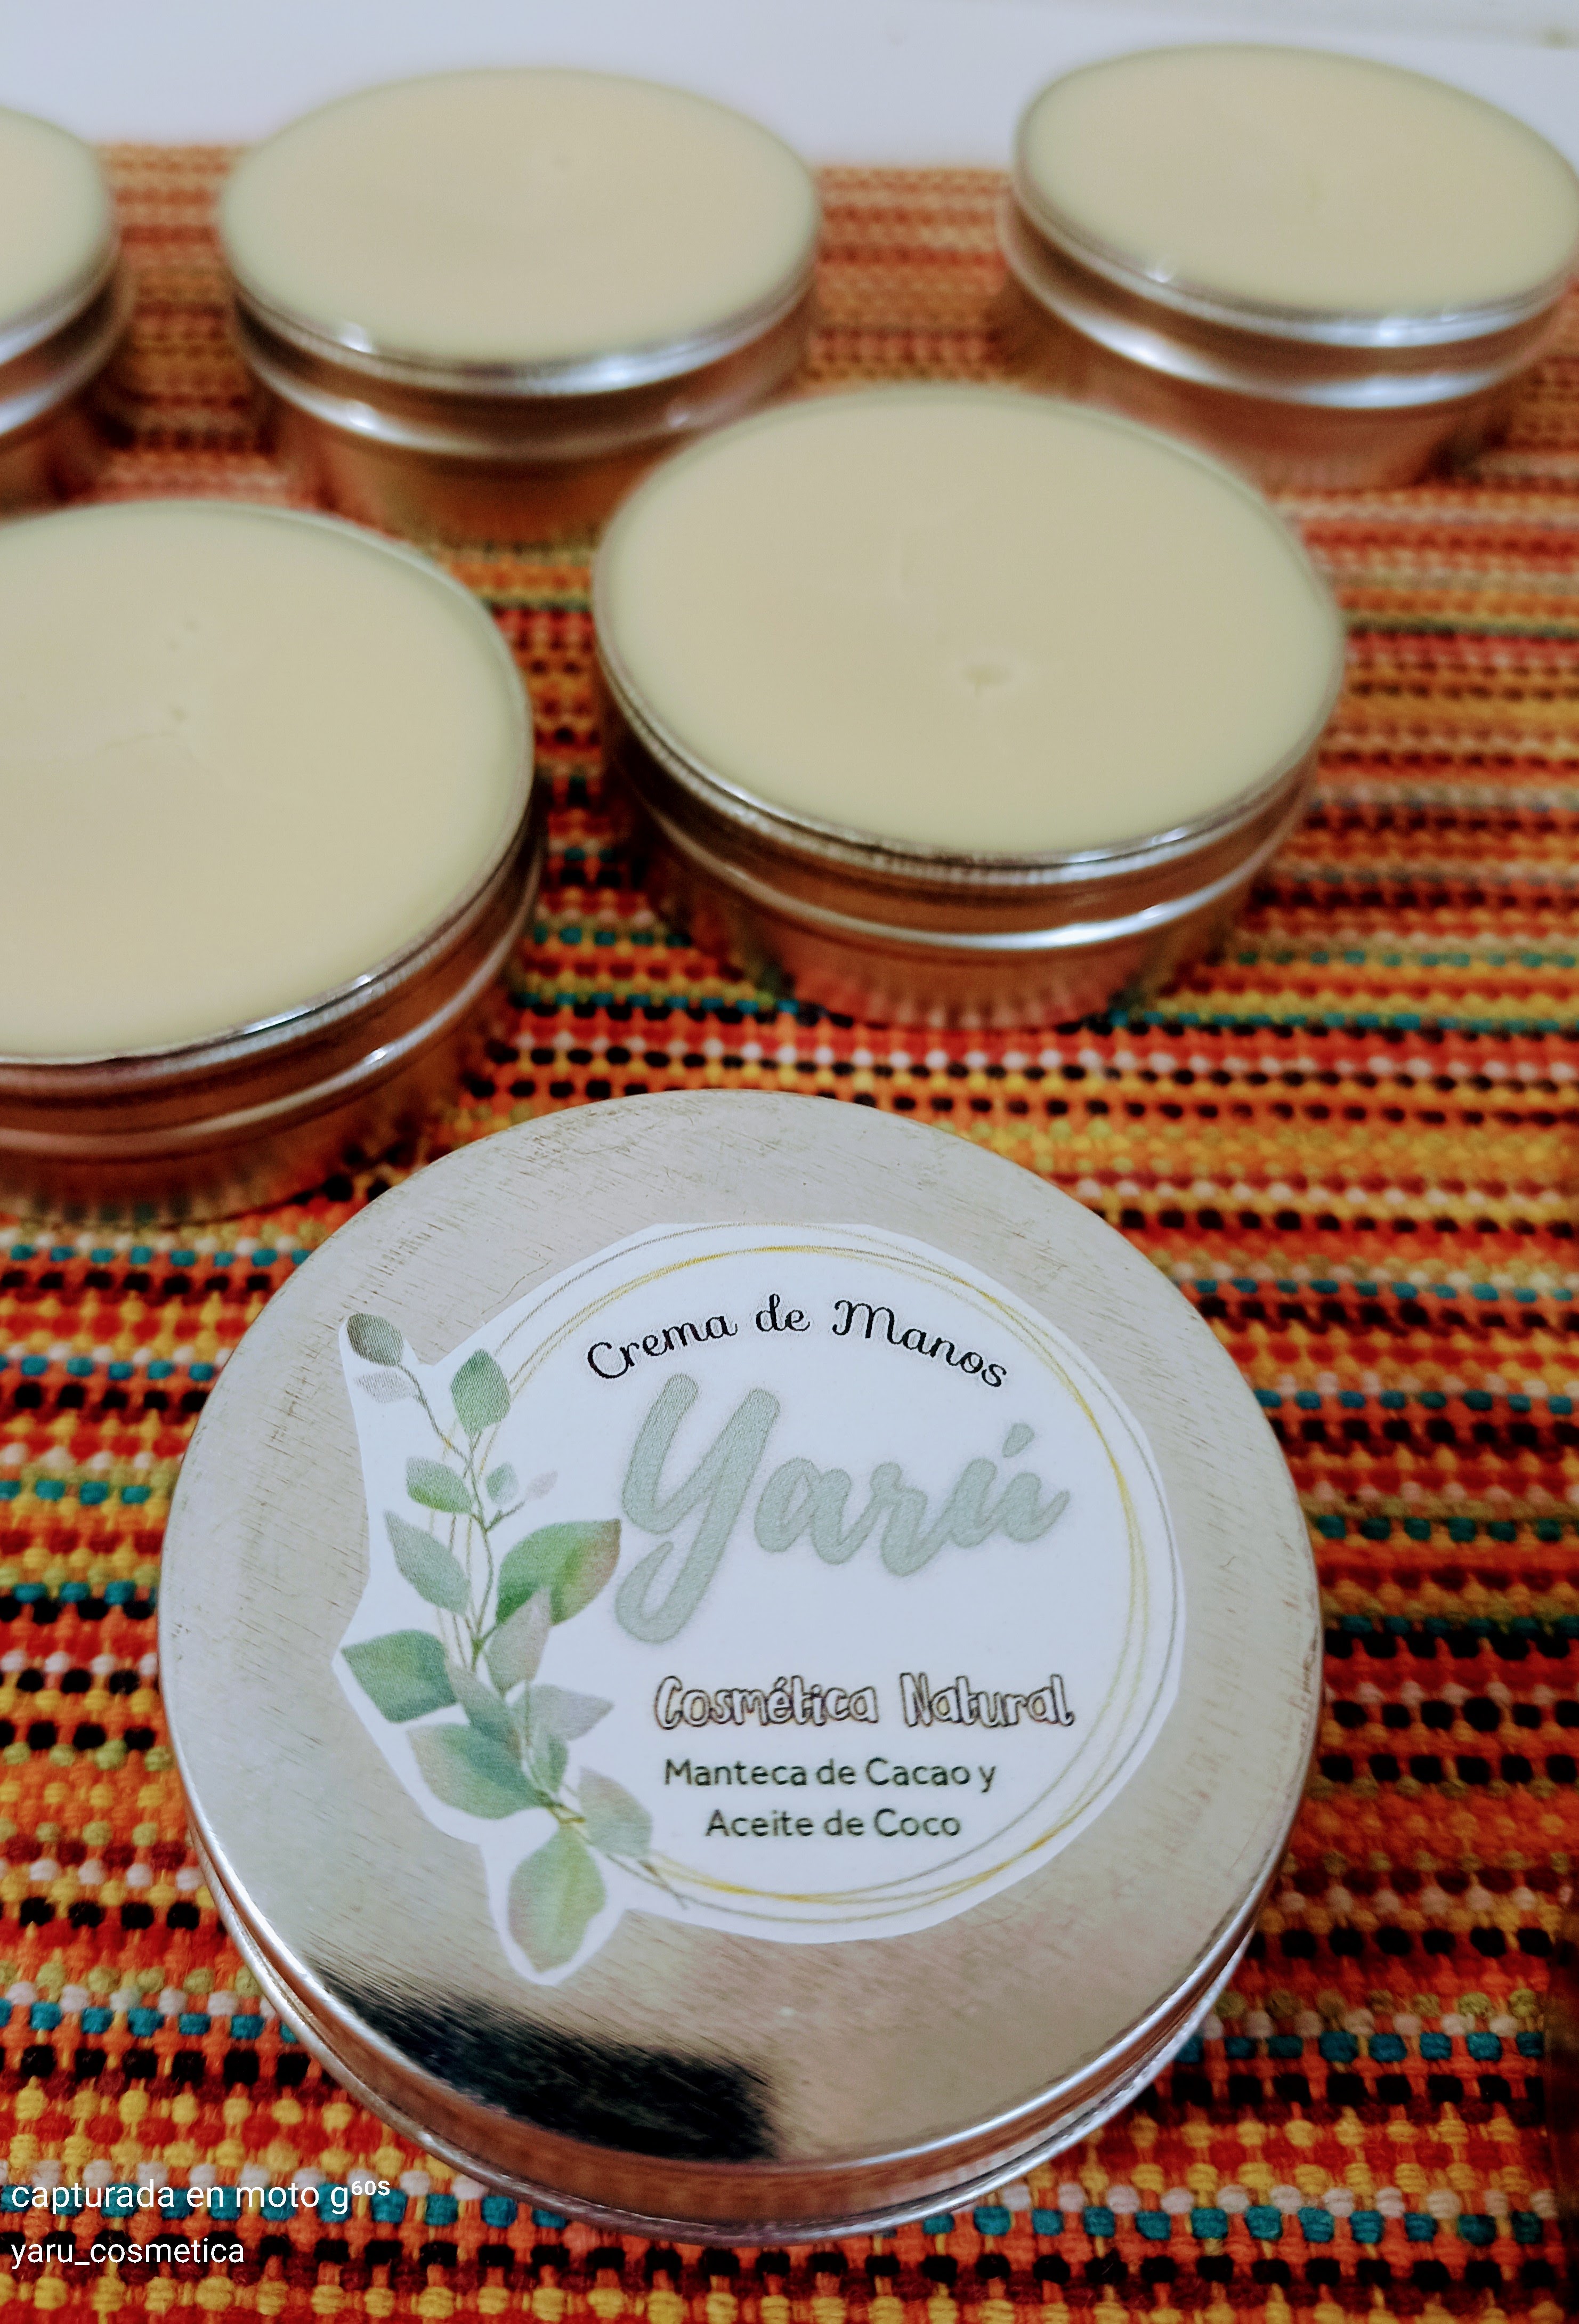 Crema de Manos
Yarú
Cosmética Natural
Manteca de Cacao y
Aceite de Coco
capturada en moto g⁶⁰ˢ
yaru_cosmetica